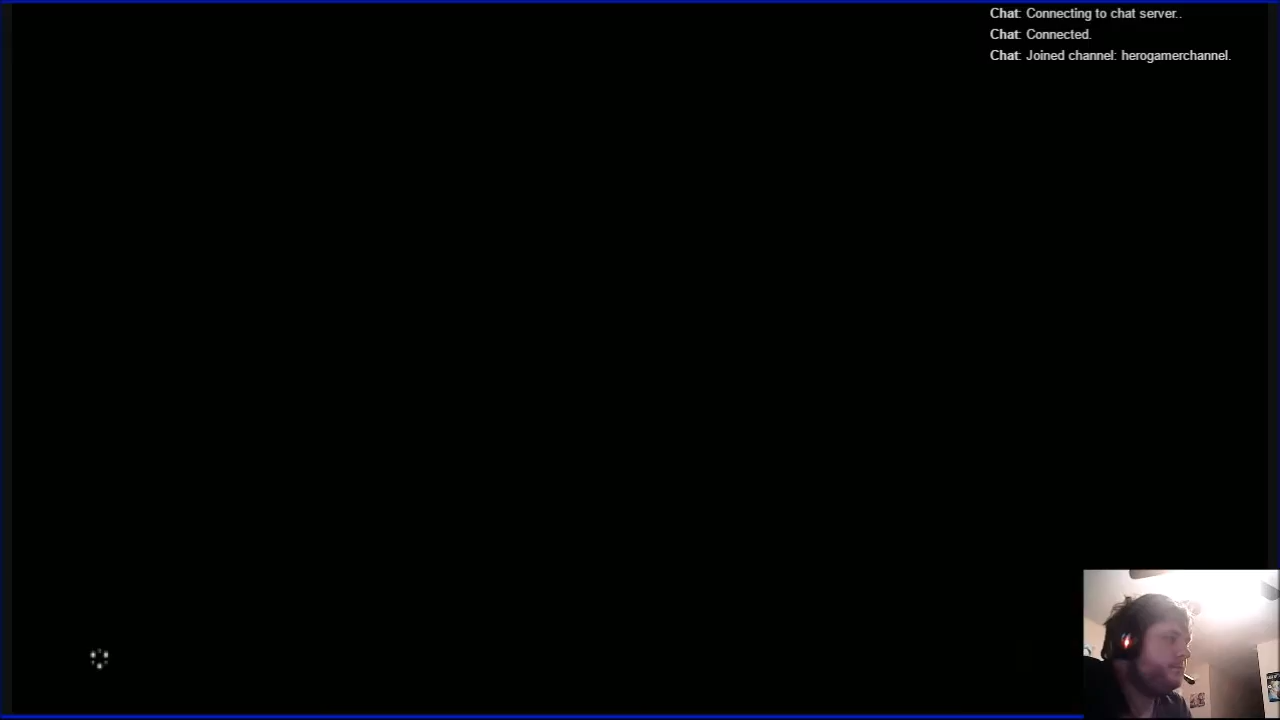 Chat: Connecting to chat server..
Chat: Connected.
Chat: Joined channel: herogamerchannel.